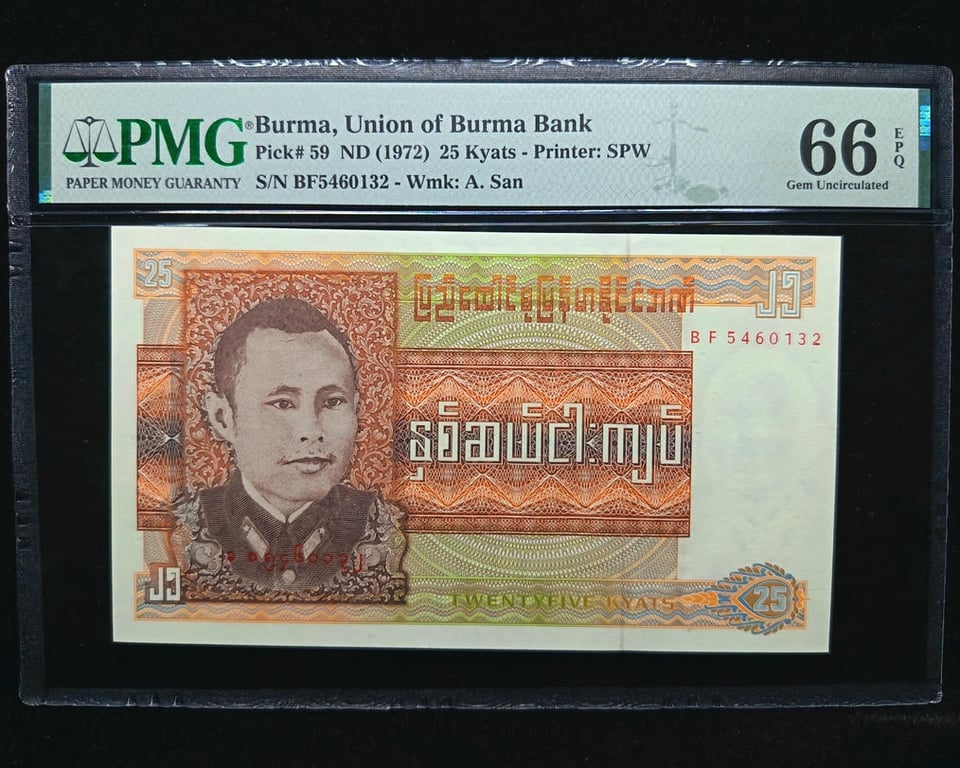 PMG®
PAPER MONEY GUARANTY
Burma, Union of Burma Bank
Pick# 59 ND (1972) 25 Kyats - Printer: SPW
S/N BF5460132 - Wmk: A. San
66
EPQ
Gem Uncirculated
25
ပြည်ထောင်စုမြန်မာနိုင်ငံဘဏ်
၂၅
BF 5460132
နှစ်ဆယ်ငါးကျပ်
၂၅
TWENTYFIVE KYATS
25